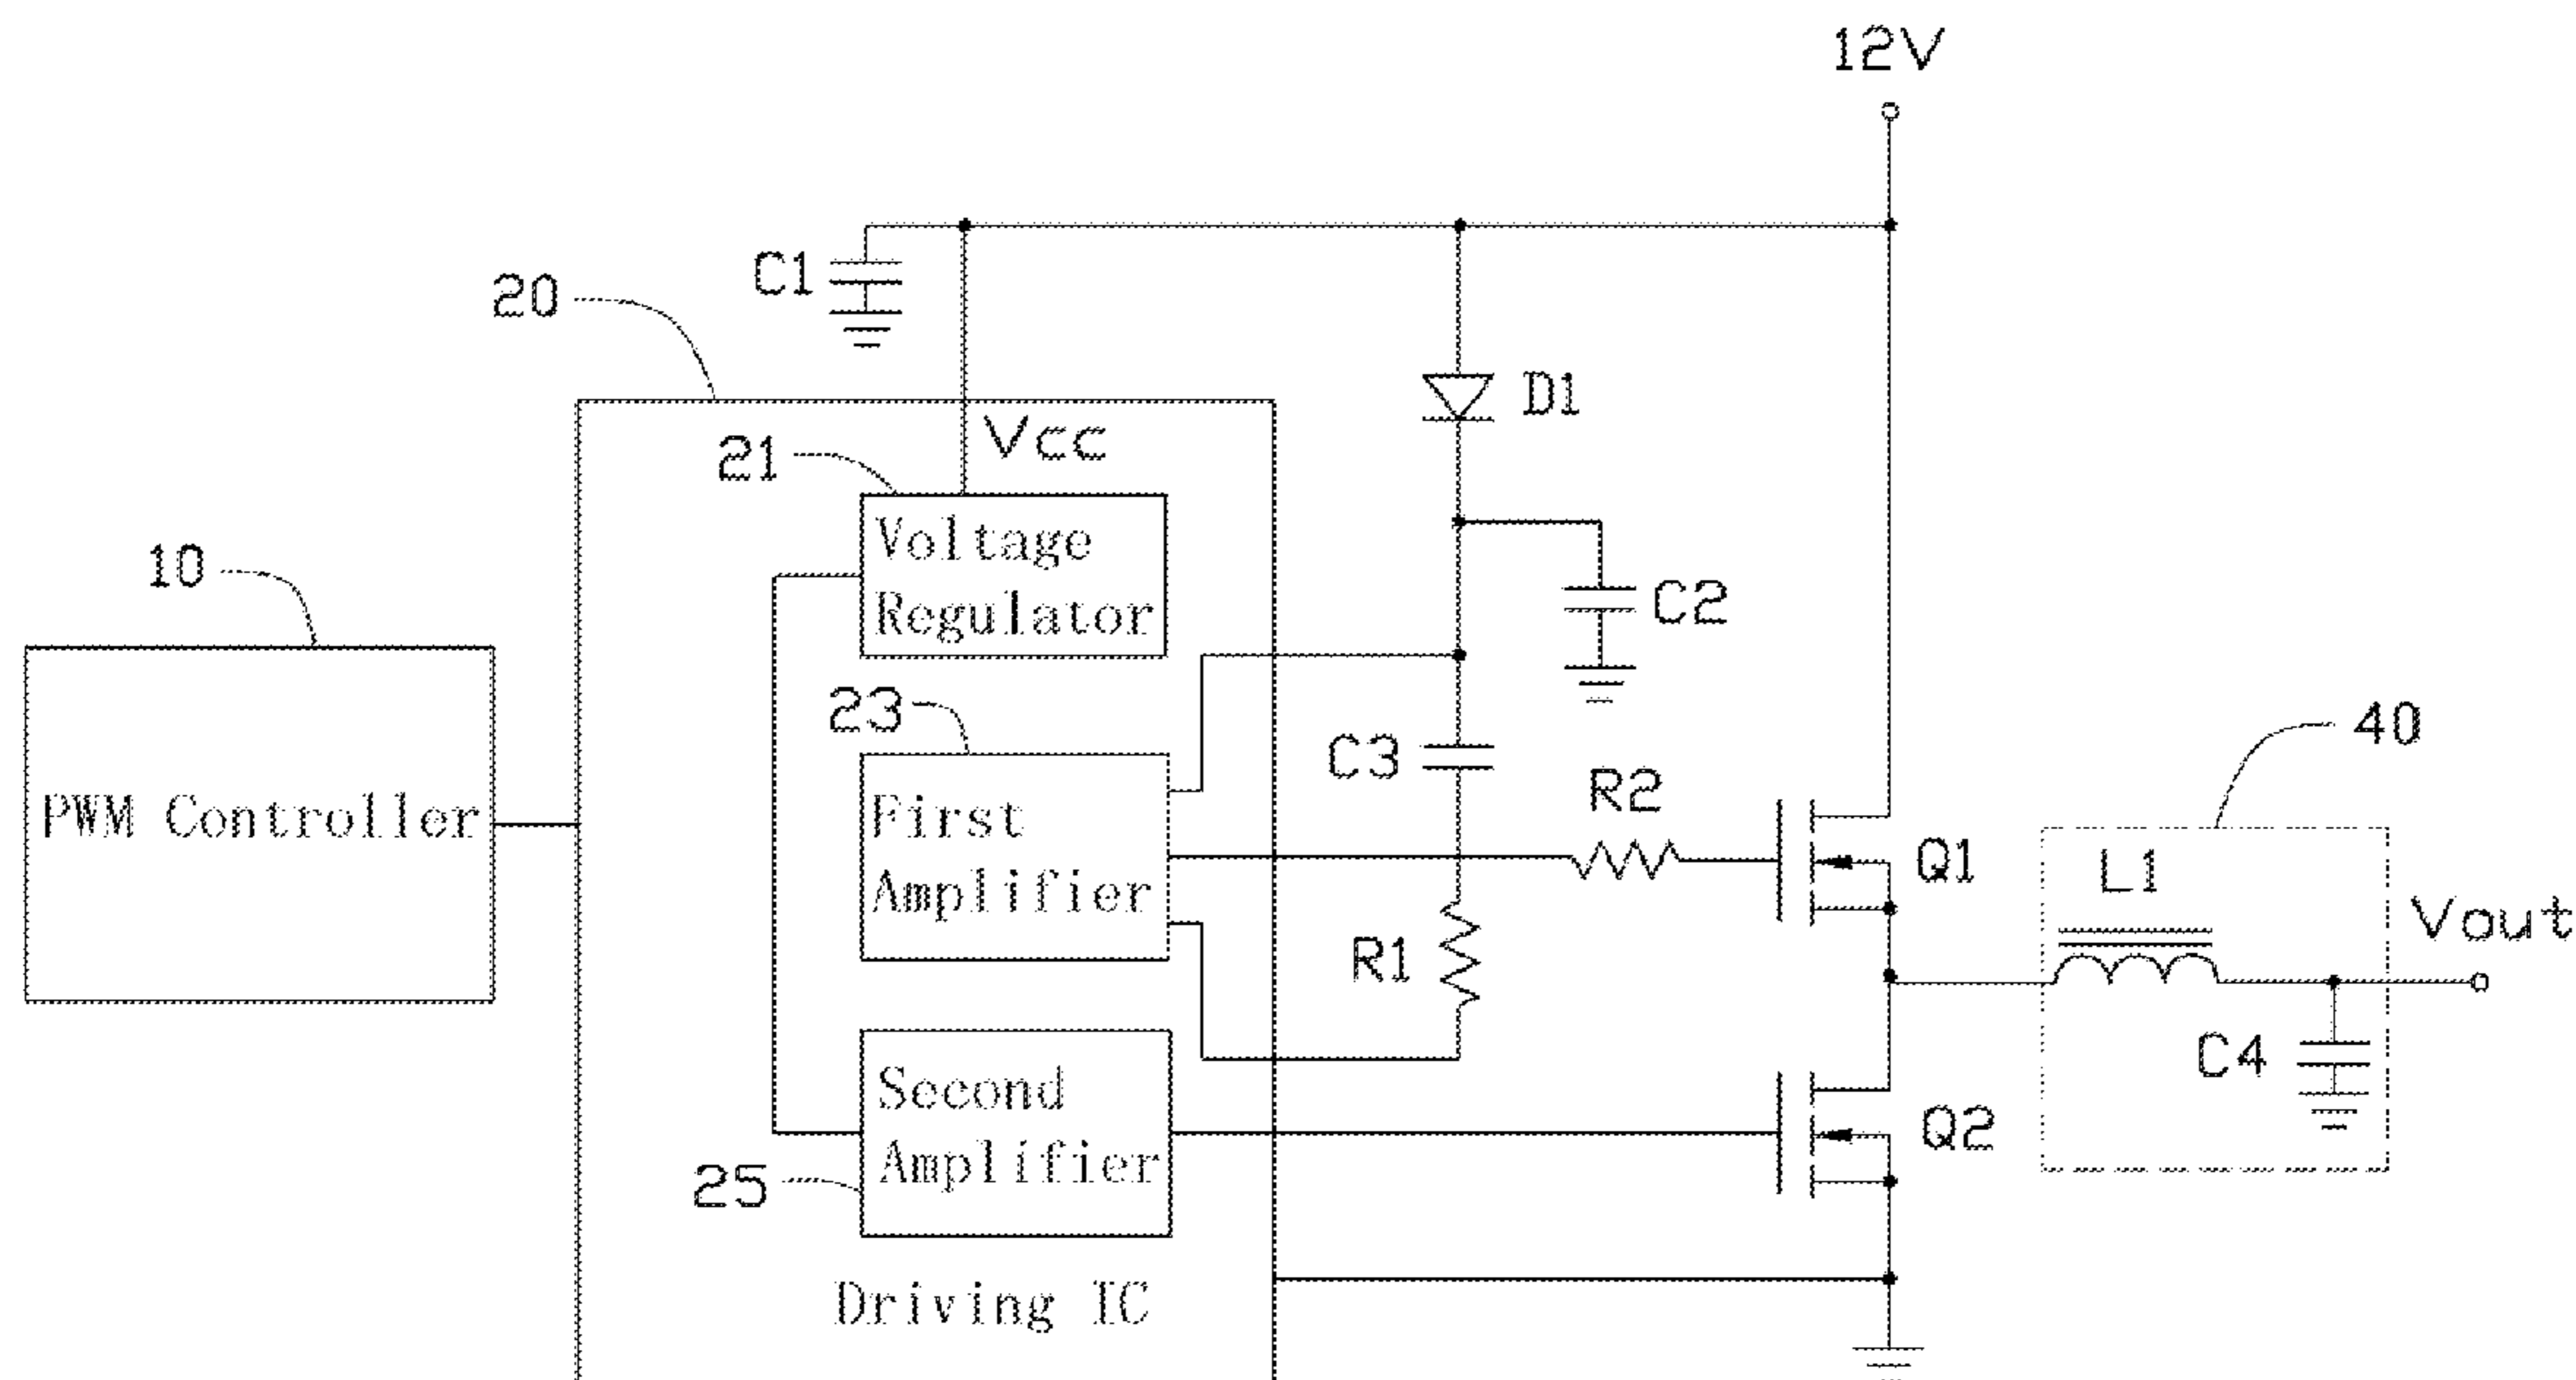 12V
C1
20
D1
Vcc
21
Voltage
Regulator
10
C2
23
40
C3
R2
PWM Controller
First
Amplifier
Q1
L1
Vout
R1
C4
Second
Amplifier
Q2
25
Driving IC